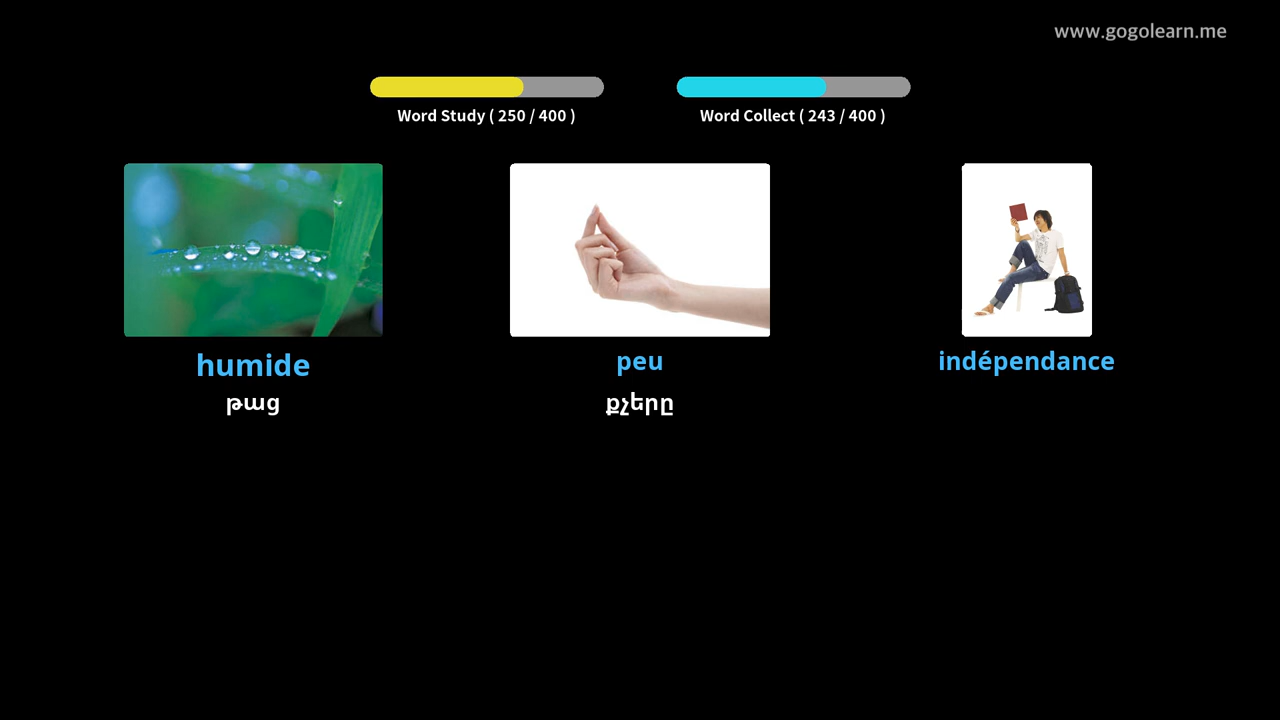 www.gogolearn.me
Word Study ( 250 / 400 )
Word Collect ( 243 / 400 )
humide
peu
indépendance
թաց
քչերը